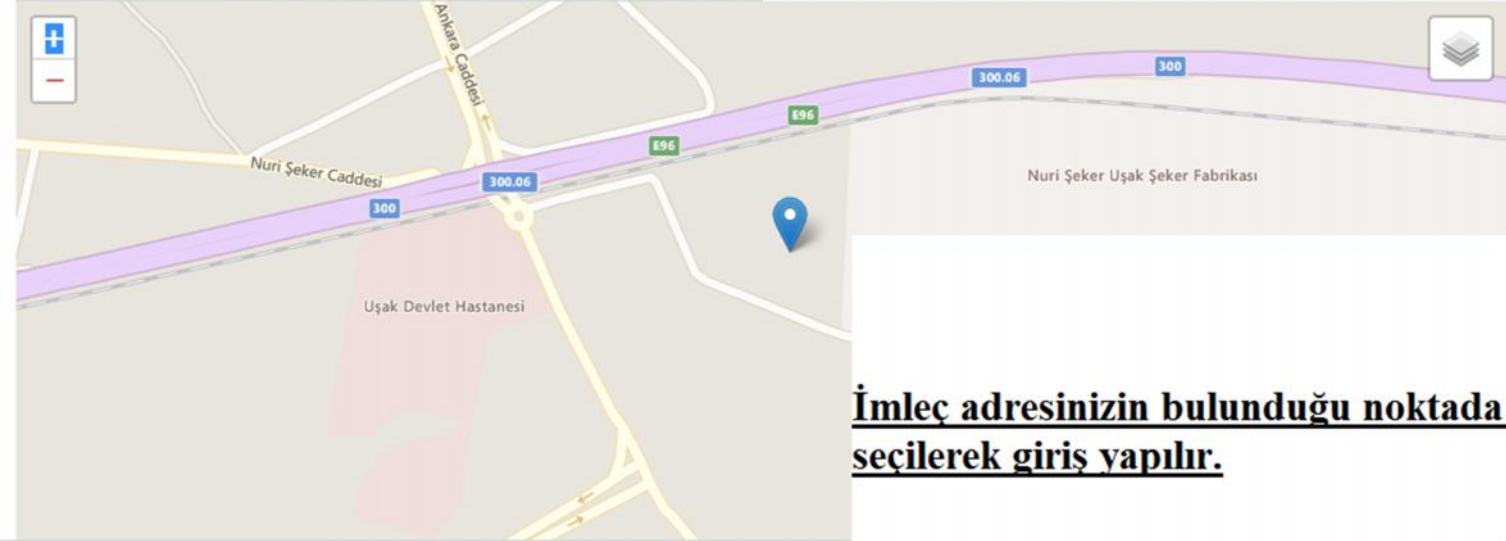 +
−
Ankara Caddesi
300
300.06
E96
E96
Nuri Şeker Caddesi
300.06
300
Nuri Şeker Uşak Şeker Fabrikası
Uşak Devlet Hastanesi
İmleç adresinizin bulunduğu noktada
seçilerek giriş yapılır.